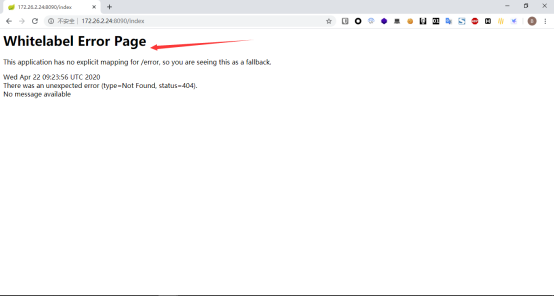 172.26.2.24:8090/index
不安全 | 172.26.2.24:8090/index
Whitelabel Error Page
This application has no explicit mapping for /error, so you are seeing this as a fallback.
Wed Apr 22 09:23:56 UTC 2020
There was an unexpected error (type=Not Found, status=404).
No message available